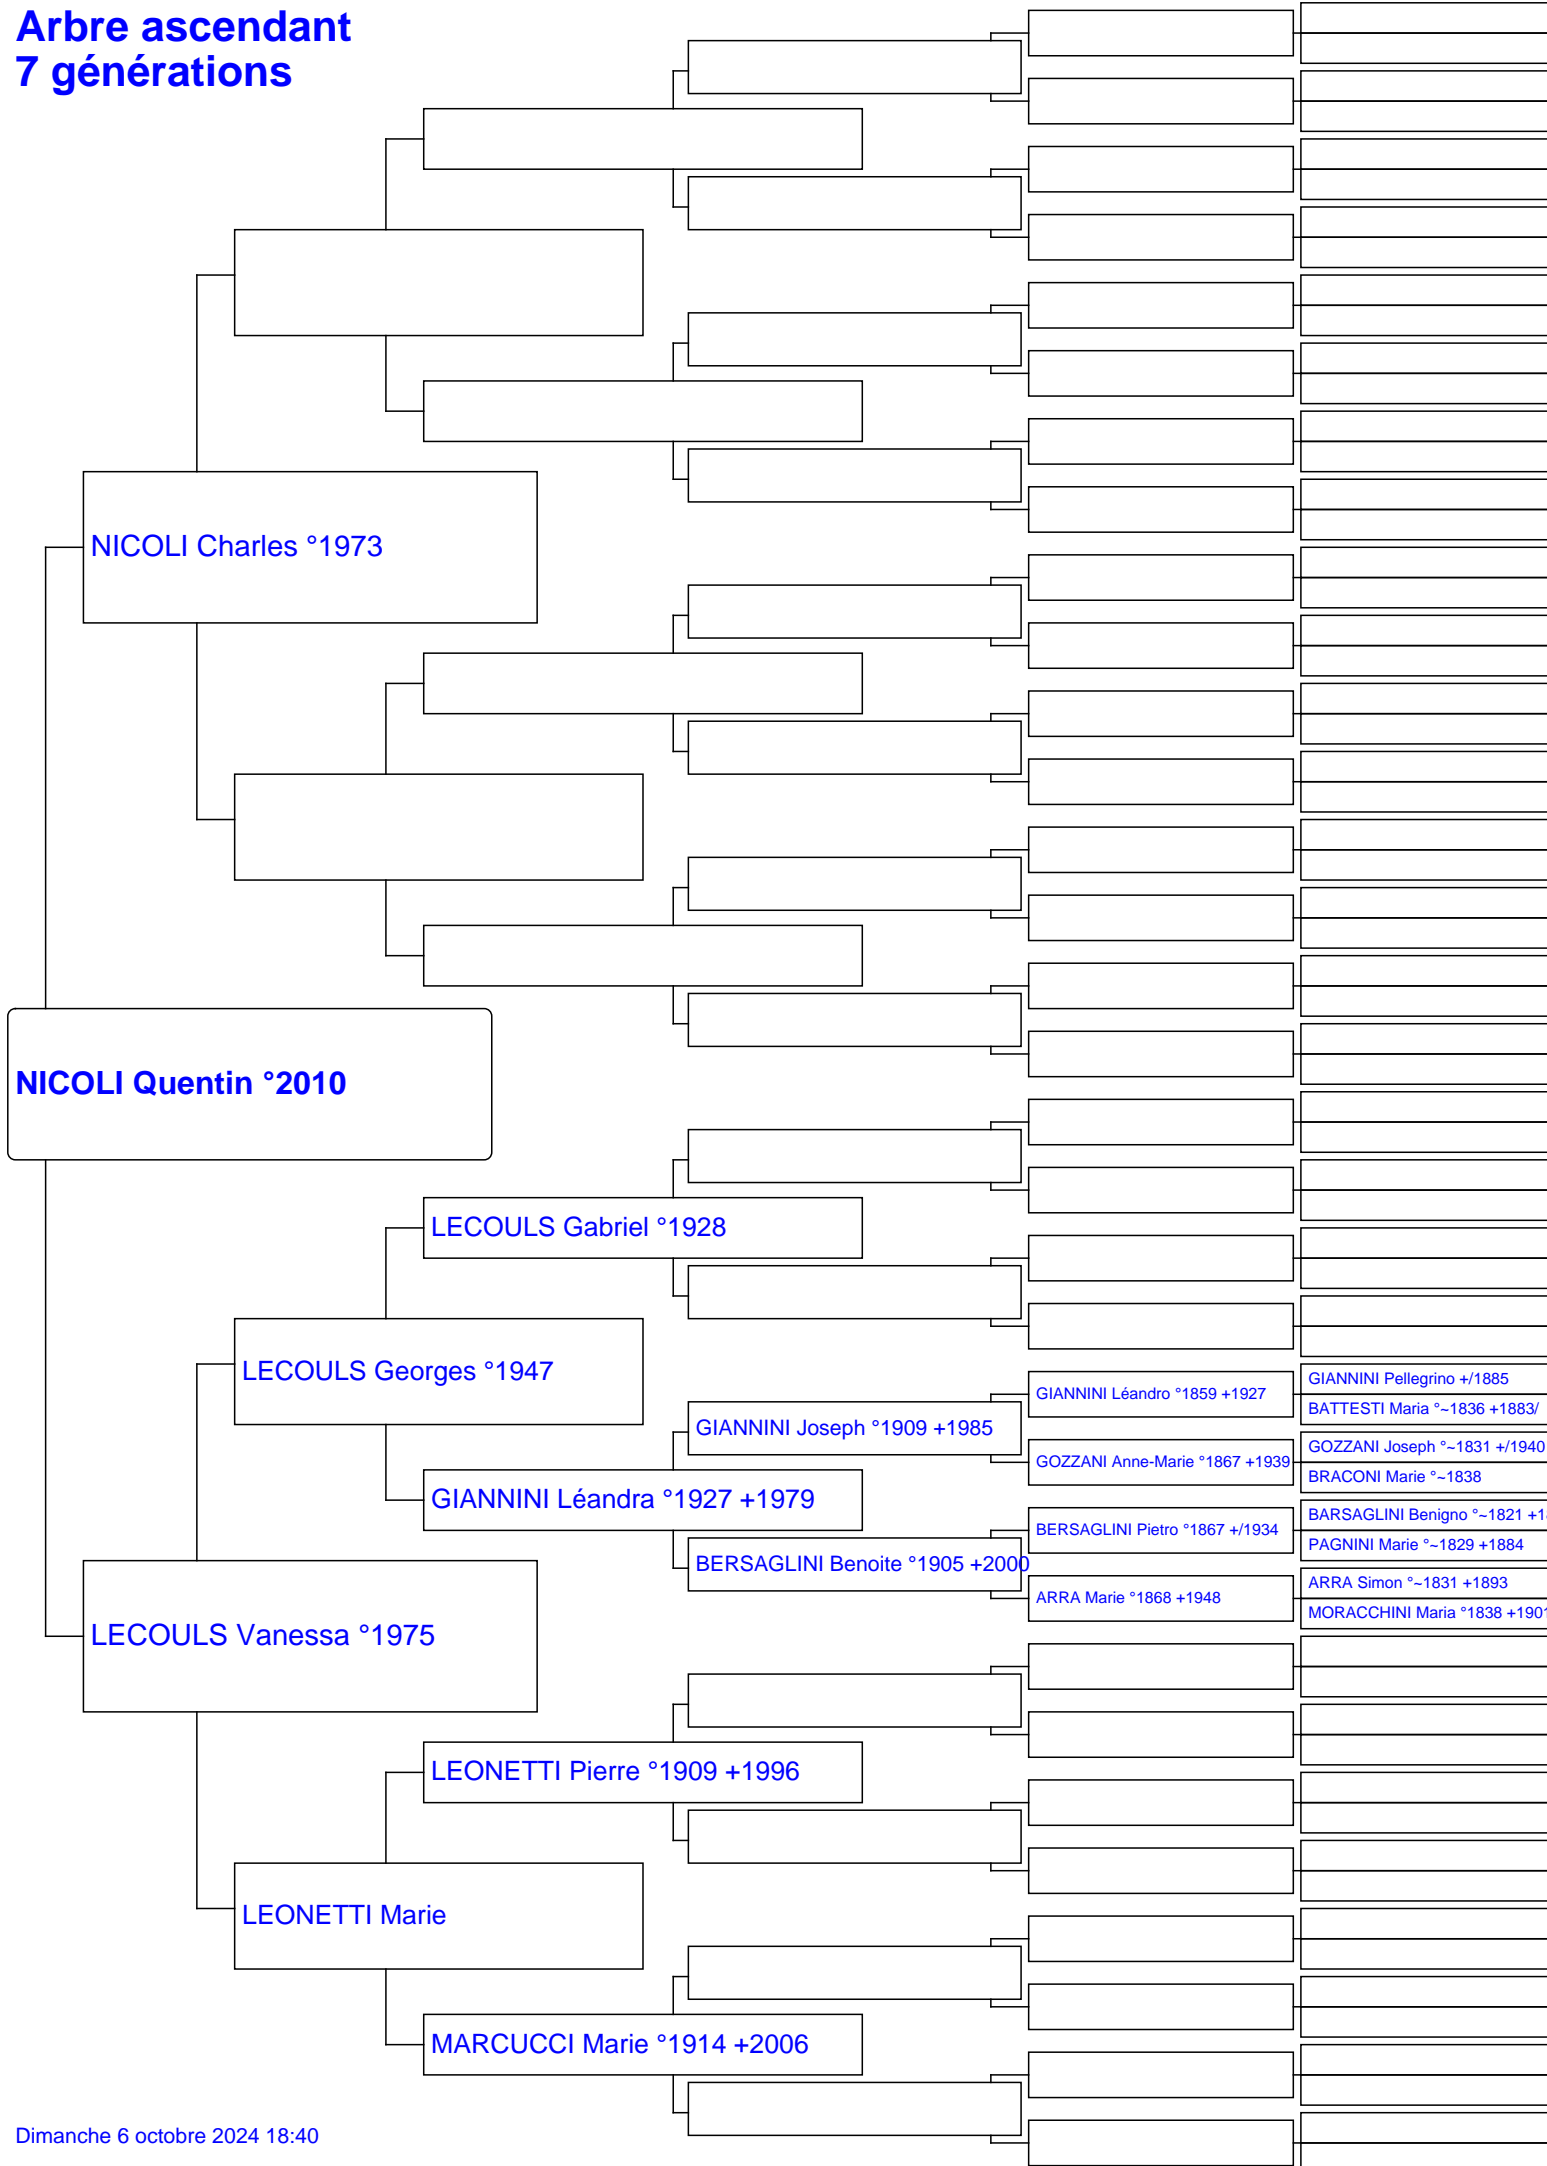 Arbre ascendant
7 générations
NICOLI Charles °1973
NICOLI Quentin °2010
LECOULS Gabriel °1928
LECOULS Georges °1947
GIANNINI Léandro °1859 +1927
GIANNINI Pellegrino +/1885
BATTESTI Maria °~1836 +1883/
GIANNINI Joseph °1909 +1985
GOZZANI Anne-Marie °1867 +1939
GOZZANI Joseph °~1831 +/1940
BRACONI Marie °~1838
GIANNINI Léandra °1927 +1979
BERSAGLINI Pietro °1867 +/1934
BARSAGLINI Benigno °~1821
PAGNINI Marie °~1829 +1884
BERSAGLINI Benoite °1905 +2000
ARRA Marie °1868 +1948
ARRA Simon °~1831 +1893
MORACCHINI Maria °1838 +1901
LECOULS Vanessa °1975
LEONETTI Pierre °1909 +1996
LEONETTI Marie
MARCUCCI Marie °1914 +2006
Dimanche 6 octobre 2024 18:40